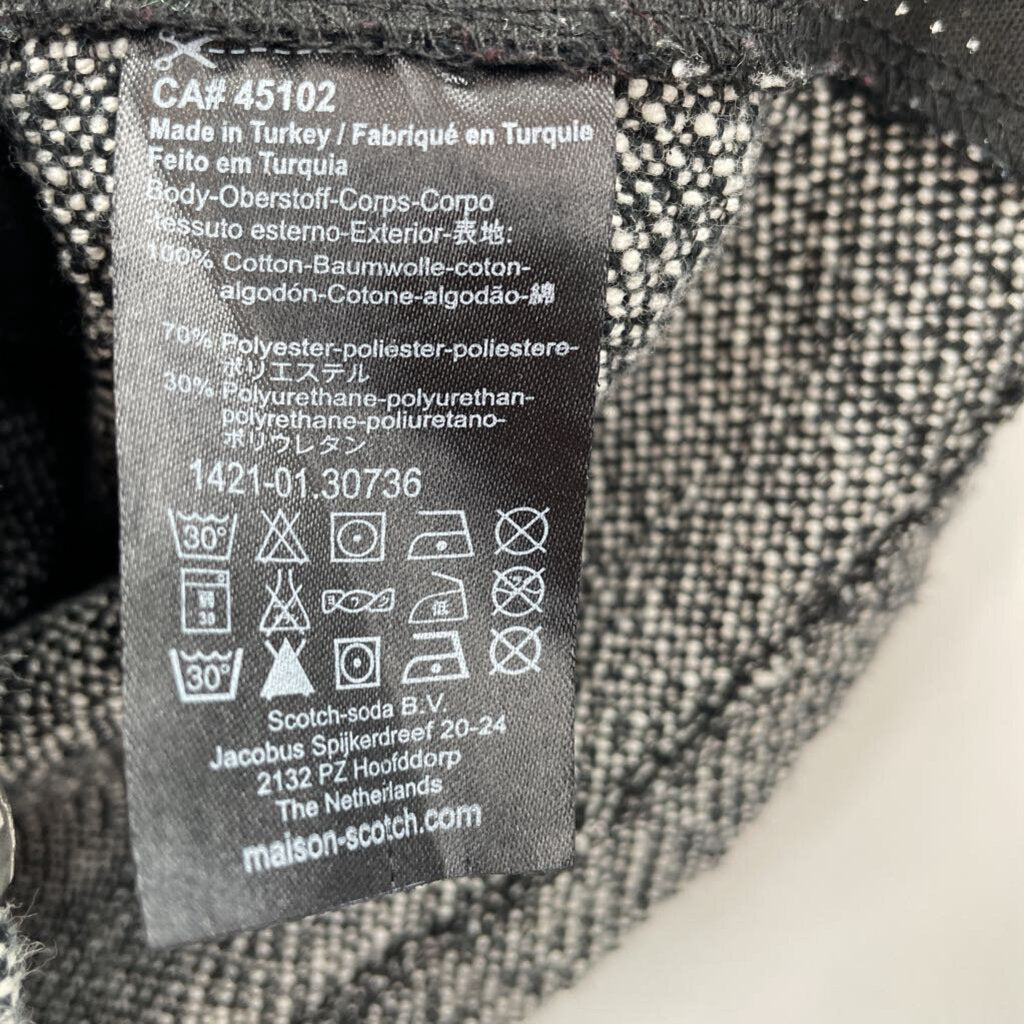 CA# 45102
Made in Turkey / Fabriqué en Turquie
Feito em Turquia
Body-Oberstoff-Corps-Corpo
Tessuto esterno-Exterior-表地:
100% Cotton-Baumwolle-coton-
algodón-Cotone-algodão-綿
70% Polyester-poliester-poliestere-
ポリエステル
30% Polyurethane-polyurethan-
polyrethane-poliuretano-
ポリウレタン
1421-01.30736
30°
30
低
30°
Scotch-soda B.V.
Jacobus Spijkerdreef 20-24
2132 PZ Hoofddorp
The Netherlands
maison-scotch.com